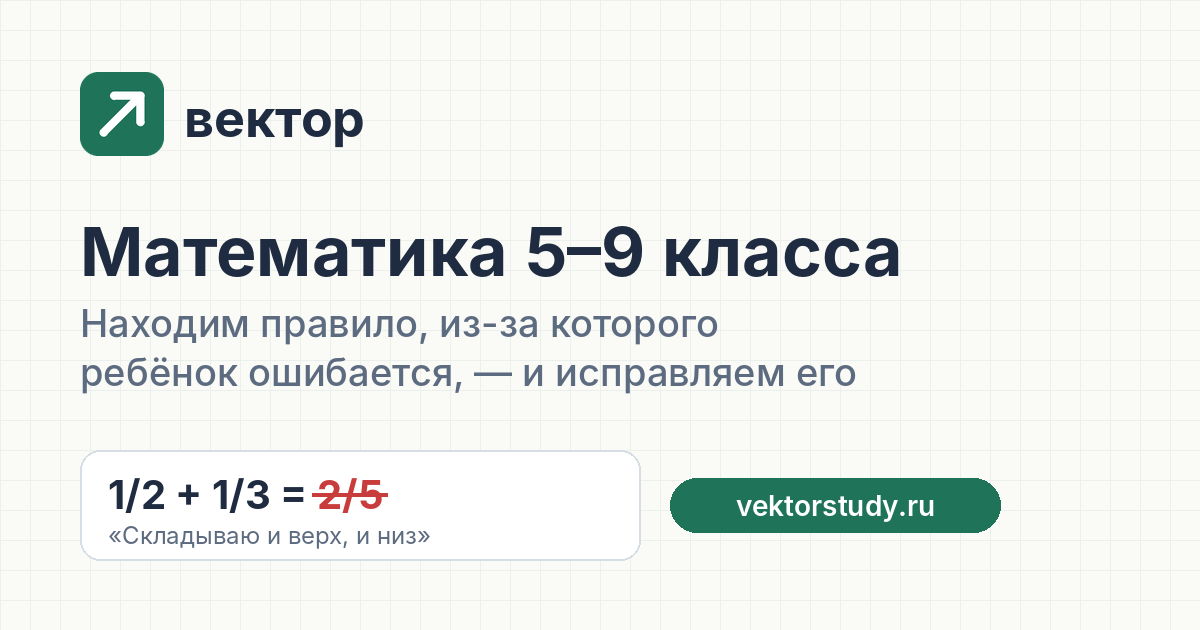 вектор
Математика 5–9 класса
Находим правило, из-за которого
ребёнок ошибается, — и исправляем его
1/2 + 1/3 = 2/5
«Складываю и верх, и низ»
vektorstudy.ru